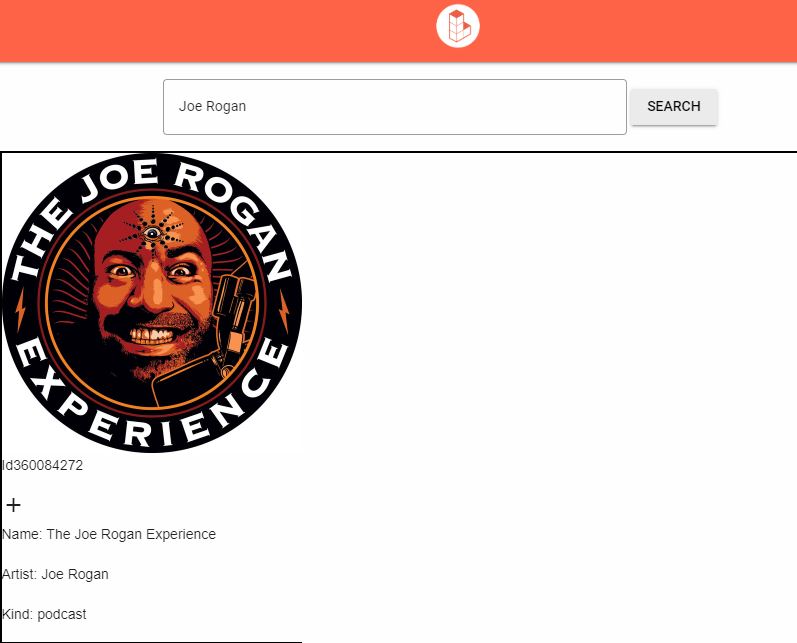 Joe Rogan
SEARCH
THE JOE ROGAN
EXPERIENCE
Id360084272
+
Name: The Joe Rogan Experience
Artist: Joe Rogan
Kind: podcast